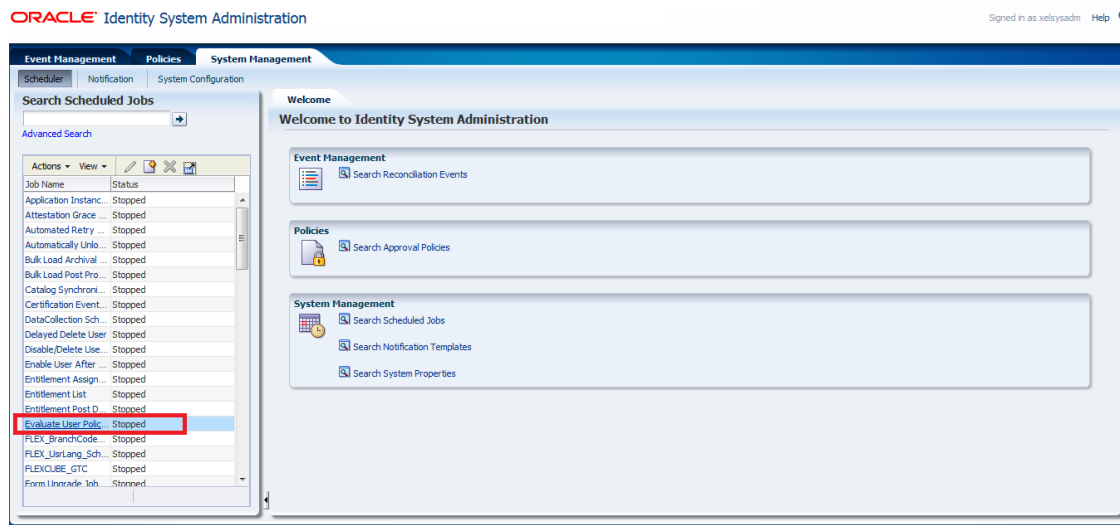 ORACLE Identity System Administration
Signed in as xelsysadm Help
Event Management Policies System Management
Scheduler Notification System Configuration
Search Scheduled Jobs
Advanced Search
Actions View
Job Name Status
Application Instanc... Stopped
Attestation Grace ... Stopped
Automated Retry ... Stopped
Automatically Unlo... Stopped
Bulk Load Archival ... Stopped
Bulk Load Post Pro... Stopped
Catalog Synchroni... Stopped
Certification Event... Stopped
DataCollection Sch... Stopped
Delayed Delete User Stopped
Disable/Delete Use... Stopped
Enable User After ... Stopped
Entitlement Assign... Stopped
Entitlement List Stopped
Entitlement Post D... Stopped
Evaluate User Polic... Stopped
FLEX_BranchCode... Stopped
FLEX_UsrLang_Sch... Stopped
FLEXCUBE_GTC Stopped
Form Upgrade Job Stopped
Welcome
Welcome to Identity System Administration
Event Management
Search Reconciliation Events
Policies
Search Approval Policies
System Management
Search Scheduled Jobs
Search Notification Templates
Search System Properties